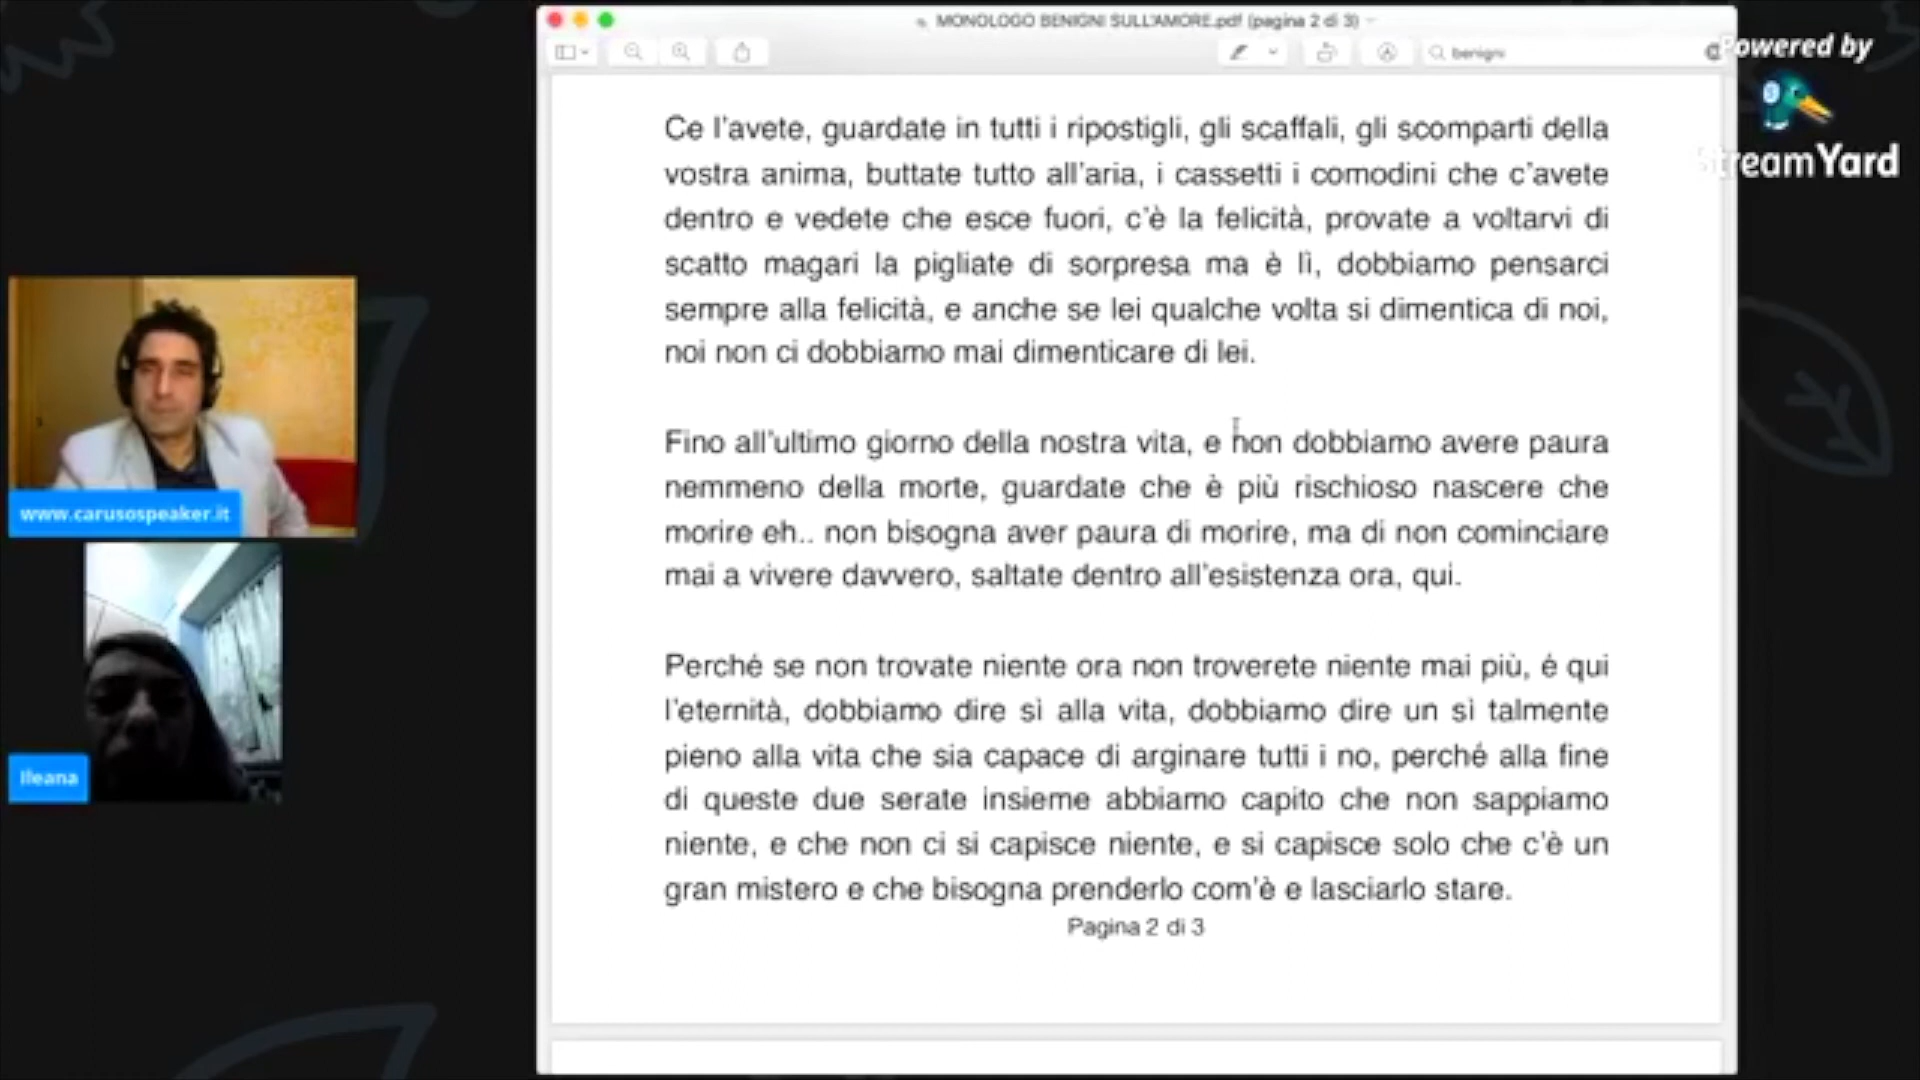 MONOLOGO BENIGNI SULL'AMORE.pdf (pagina 2 di 3)
benigni
Powered by
StreamYard
Ce l'avete, guardate in tutti i ripostigli, gli scaffali, gli scomparti della
vostra anima, buttate tutto all'aria, i cassetti i comodini che c'avete
dentro e vedete che esce fuori, c'è la felicità, provate a voltarvi di
scatto magari la pigliate di sorpresa ma è lì, dobbiamo pensarci
sempre alla felicità, e anche se lei qualche volta si dimentica di noi,
noi non ci dobbiamo mai dimenticare di lei.
Fino all'ultimo giorno della nostra vita, e non dobbiamo avere paura
nemmeno della morte, guardate che è più rischioso nascere che
morire eh.. non bisogna aver paura di morire, ma di non cominciare
mai a vivere davvero, saltate dentro all'esistenza ora, qui.
Perché se non trovate niente ora non troverete niente mai più, é qui
l'eternità, dobbiamo dire sì alla vita, dobbiamo dire un sì talmente
pieno alla vita che sia capace di arginare tutti i no, perché alla fine
di queste due serate insieme abbiamo capito che non sappiamo
niente, e che non ci si capisce niente, e si capisce solo che c'è un
gran mistero e che bisogna prenderlo com'è e lasciarlo stare.
Pagina 2 di 3
www.carusospeaker.it
Ileana